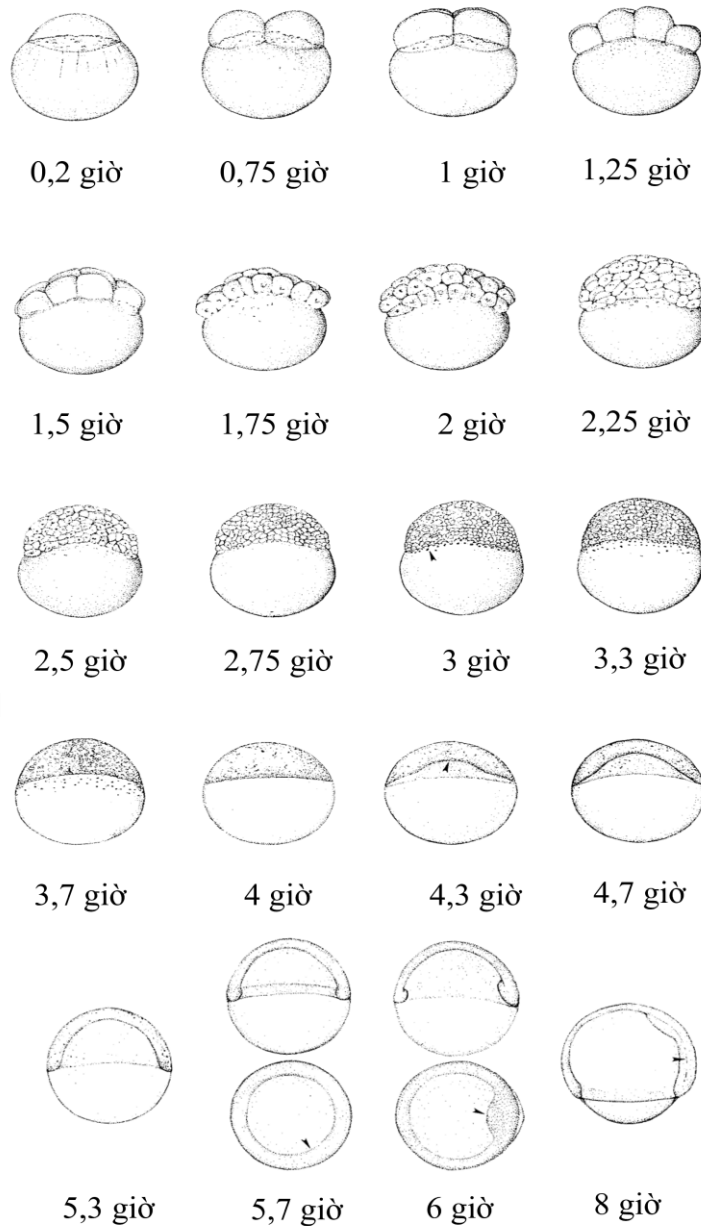 0,2 giờ
0,75 giờ
1 giờ
1,25 giờ
1,5 giờ
1,75 giờ
2 giờ
2,25 giờ
2,5 giờ
2,75 giờ
3 giờ
3,3 giờ
3,7 giờ
4 giờ
4,3 giờ
4,7 giờ
5,3 giờ
5,7 giờ
6 giờ
8 giờ